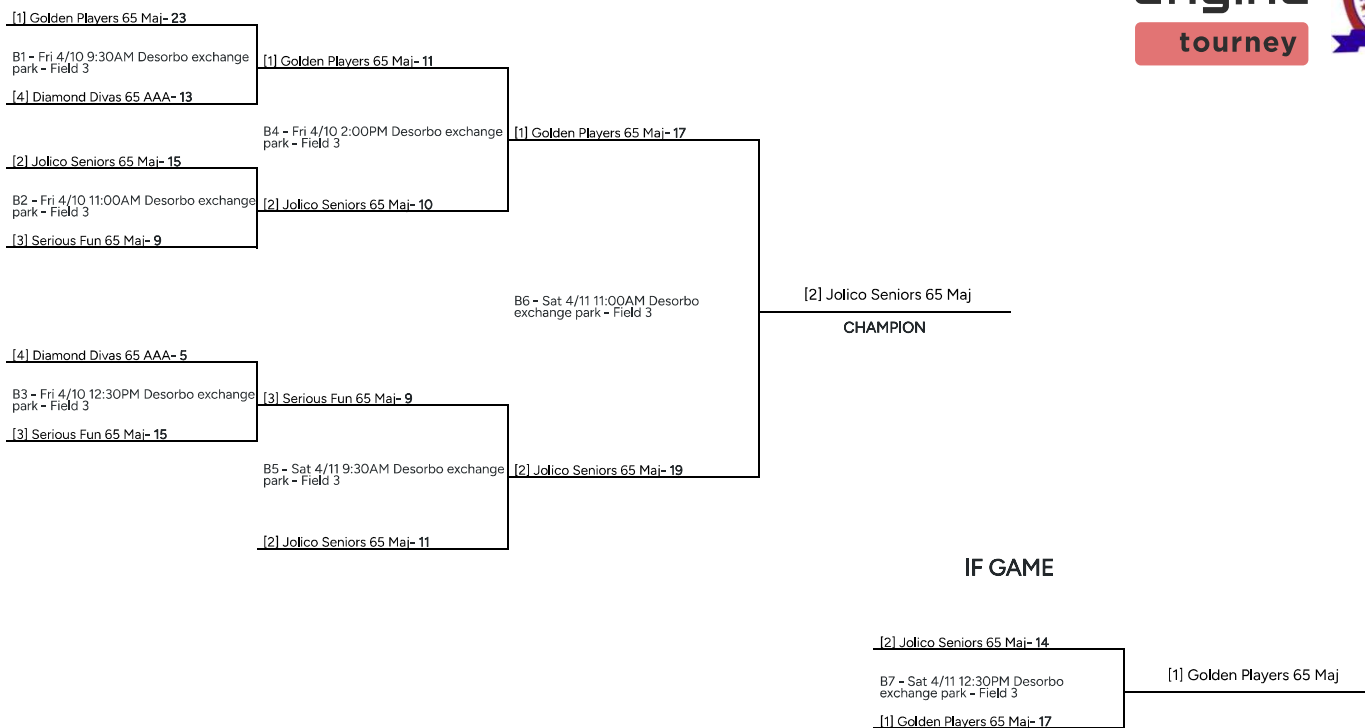 [1] Golden Players 65 Maj- 23
B1 - Fri 4/10 9:30AM Desorbo exchange
park - Field 3
[4] Diamond Divas 65 AAA- 13
[2] Jolico Seniors 65 Maj- 15
B2 - Fri 4/10 11:00AM Desorbo exchange
park - Field 3
[3] Serious Fun 65 Maj- 9
[4] Diamond Divas 65 AAA- 5
B3 - Fri 4/10 12:30PM Desorbo exchange
park - Field 3
[3] Serious Fun 65 Maj- 15
[1] Golden Players 65 Maj- 11
B4 - Fri 4/10 2:00PM Desorbo exchange
park - Field 3
[2] Jolico Seniors 65 Maj- 10
[3] Serious Fun 65 Maj- 9
B5 - Sat 4/11 9:30AM Desorbo exchange
park - Field 3
[2] Jolico Seniors 65 Maj- 11
[1] Golden Players 65 Maj- 17
B6 - Sat 4/11 11:00AM Desorbo
exchange park - Field 3
[2] Jolico Seniors 65 Maj- 19
[2] Jolico Seniors 65 Maj
CHAMPION
tourney
IF GAME
[2] Jolico Seniors 65 Maj- 14
B7 - Sat 4/11 12:30PM Desorbo
exchange park - Field 3
[1] Golden Players 65 Maj- 17
[1] Golden Players 65 Maj